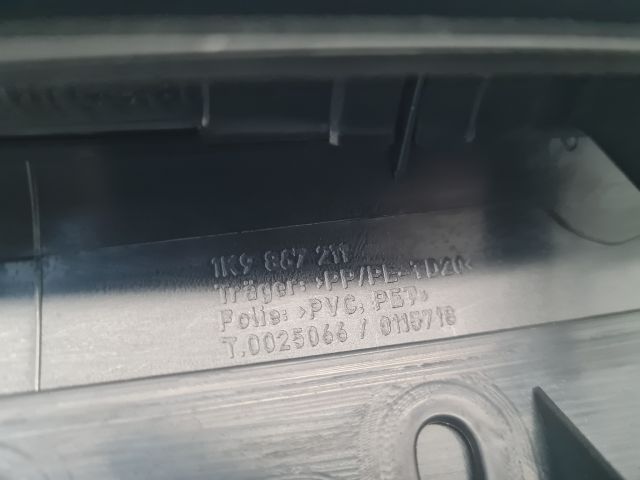 1K9 867 211
Träger: >PP/PE-TD20<
Folie: >PVC, PET<
T.0025066 / 0115718